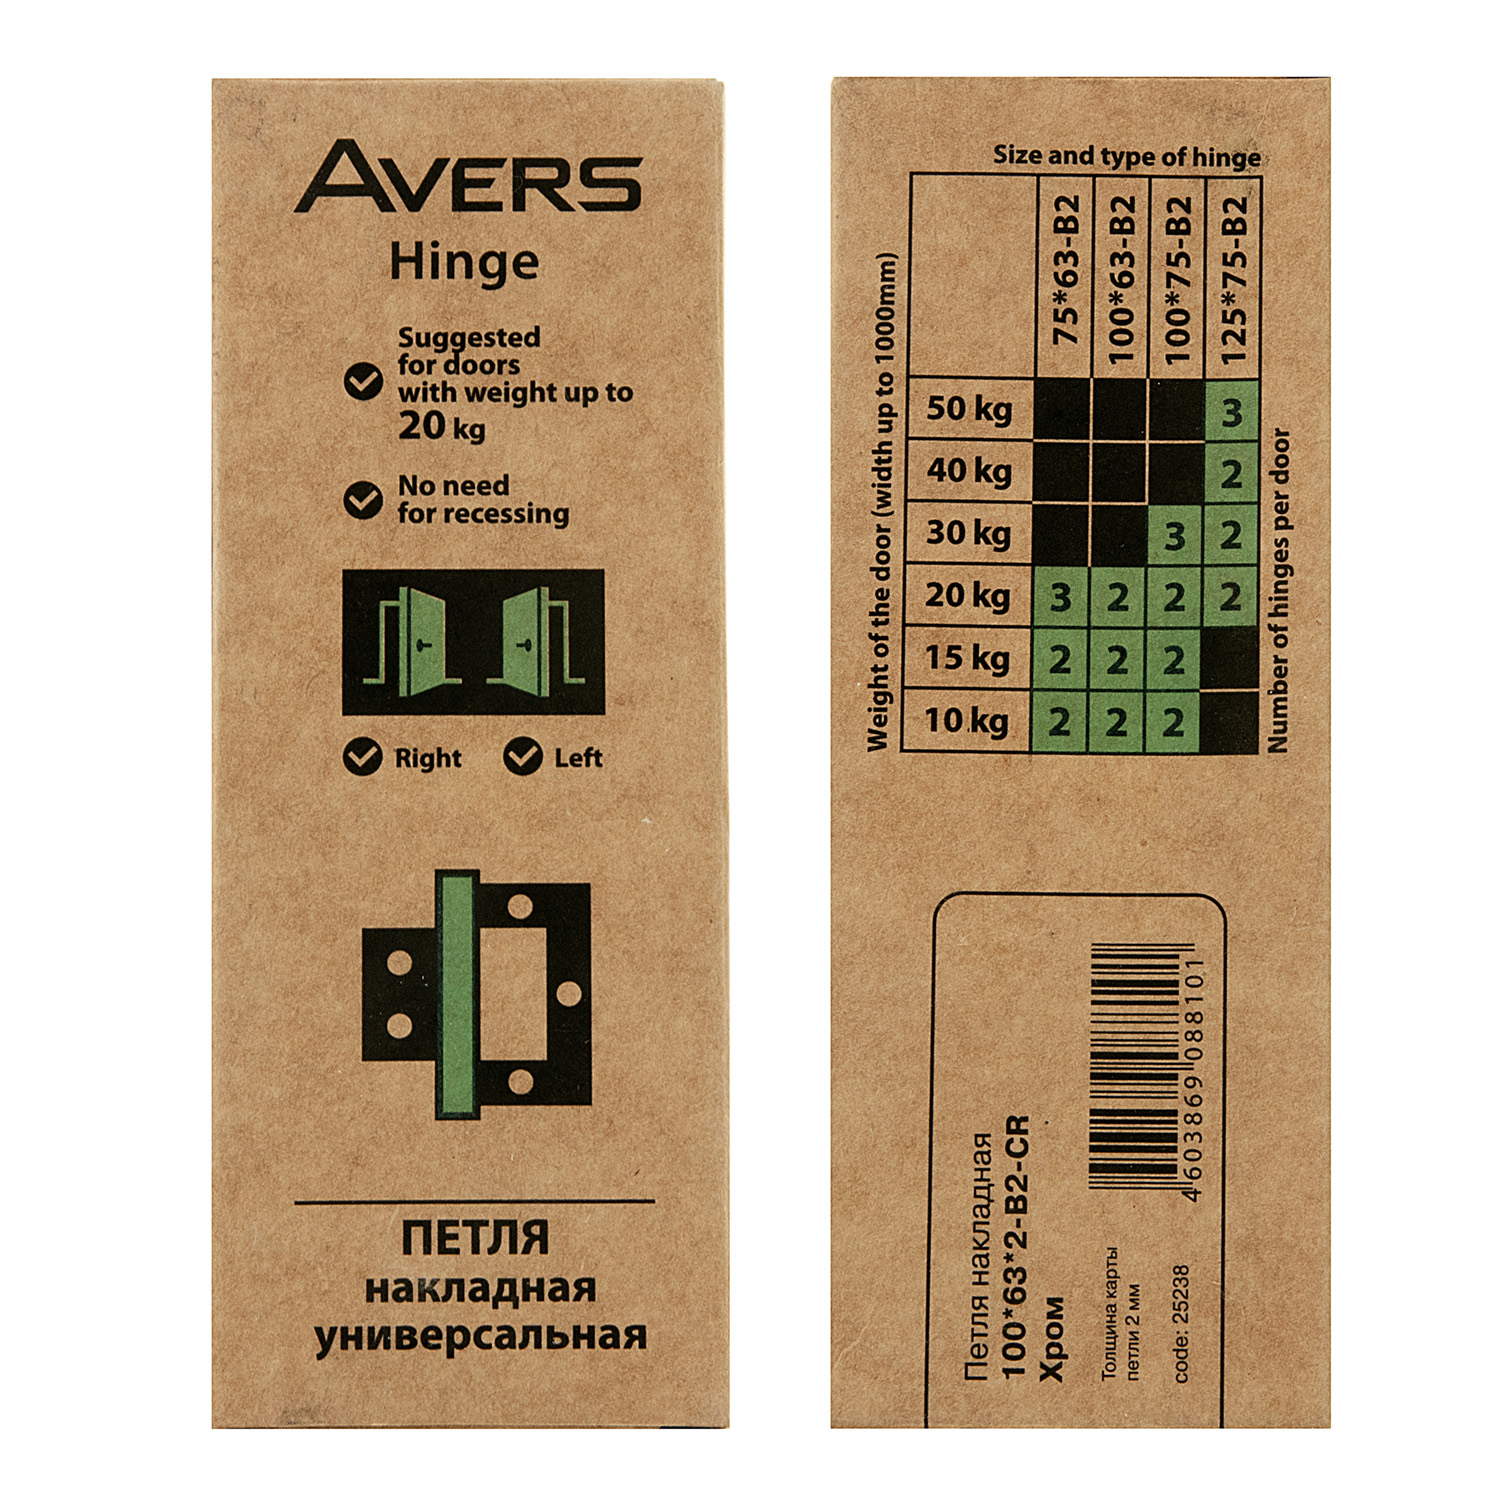 AVERS
Hinge
Suggested
for doors
with weight up to
20 kg
No need
for recessing
Right Left
ПЕТЛЯ
накладная
универсальная
Size and type of hinge
75*63-B2 100*63-B2 100*75-B2 125*75-B2
Weight of the door (width up to 1000mm)
50 kg 3
40 kg 2
30 kg 3 2
20 kg 3 2 2 2
15 kg 2 2 2
10 kg 2 2 2
Number of hinges per door
Петля накладная
100*63*2-B2-CR
Хром
Толщина карты
петли 2 мм
code: 25238
4 603869 088101